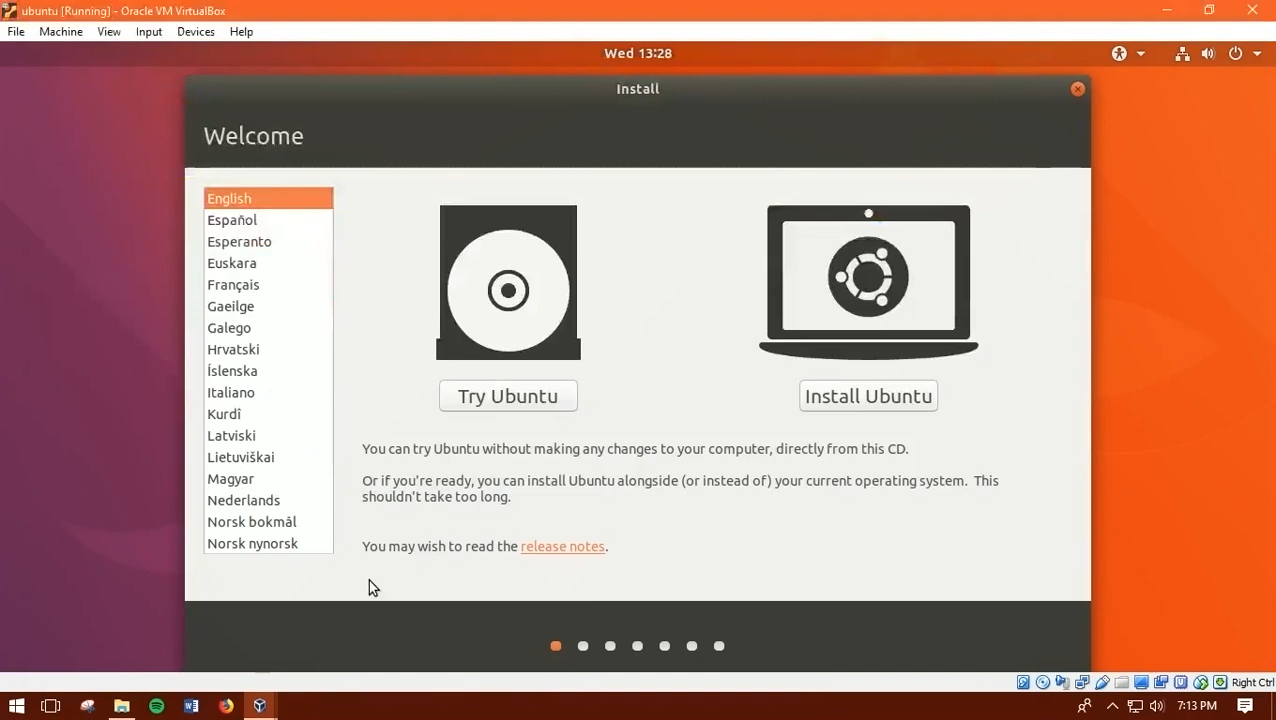 ubuntu [Running] - Oracle VM VirtualBox
File Machine View Input Devices Help
Wed 13:28
Install
Welcome
English
Español
Esperanto
Euskara
Français
Gaeilge
Galego
Hrvatski
Íslenska
Italiano
Kurdî
Latviski
Lietuviškai
Magyar
Nederlands
Norsk bokmål
Norsk nynorsk
Try Ubuntu
Install Ubuntu
You can try Ubuntu without making any changes to your computer, directly from this CD.
Or if you're ready, you can install Ubuntu alongside (or instead of) your current operating system. This
shouldn't take too long.
You may wish to read the release notes.
Right Ctrl
7:13 PM